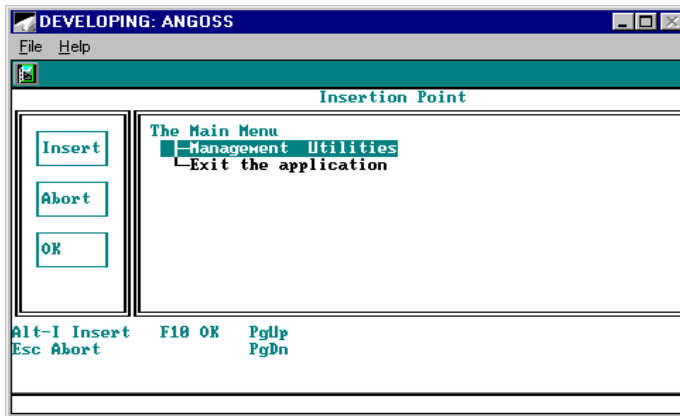 DEVELOPING: ANGOSS
File Help
Insertion Point
The Main Menu
Management Utilities
Exit the application
Insert
Abort
OK
Alt-I Insert F10 OK PgUp
Esc Abort PgDn